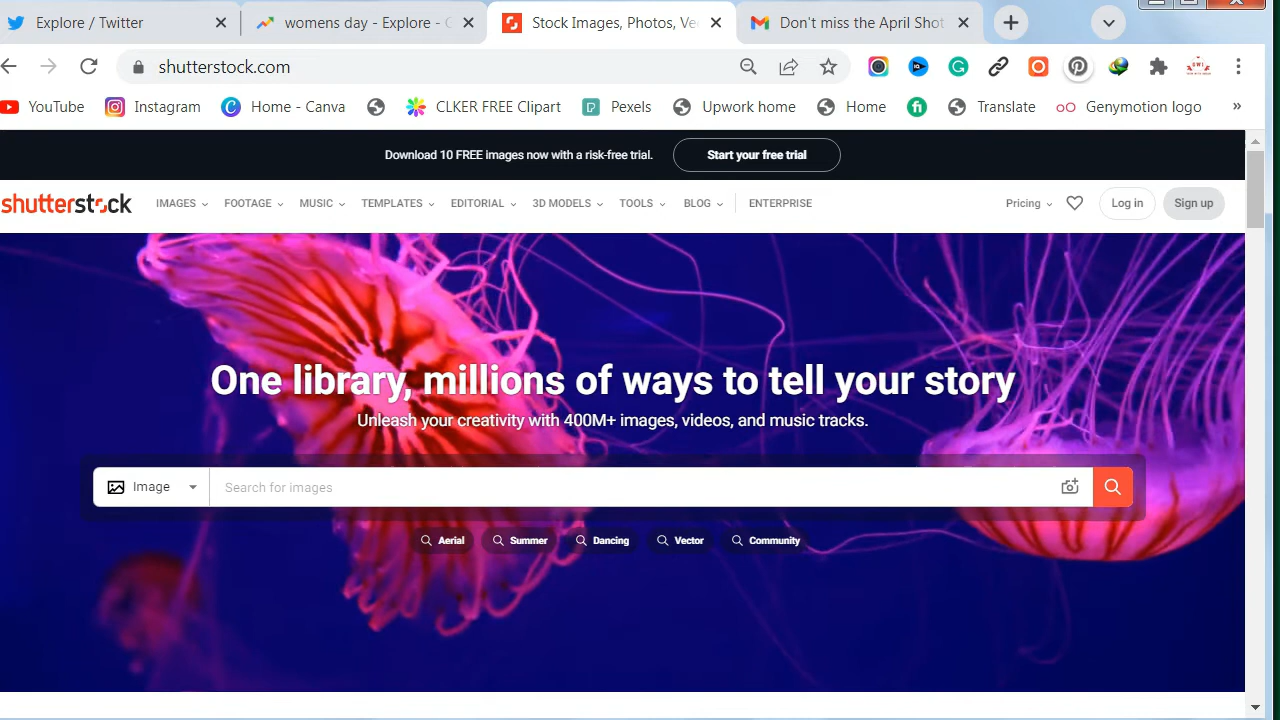 Explore / Twitter
womens day - Explore -
Stock Images, Photos, Ve
Don't miss the April Sho
shutterstock.com
YouTube
Instagram
Home - Canva
CLKER FREE Clipart
Pexels
Upwork home
Home
Translate
Genymotion logo
»
Download 10 FREE images now with a risk-free trial.
Start your free trial
shutterstock
IMAGES
FOOTAGE
MUSIC
TEMPLATES
EDITORIAL
3D MODELS
TOOLS
BLOG
ENTERPRISE
Pricing
Log in
Sign up
One library, millions of ways to tell your story
Unleash your creativity with 400M+ images, videos, and music tracks.
Image
Search for images
Aerial
Summer
Dancing
Vector
Community